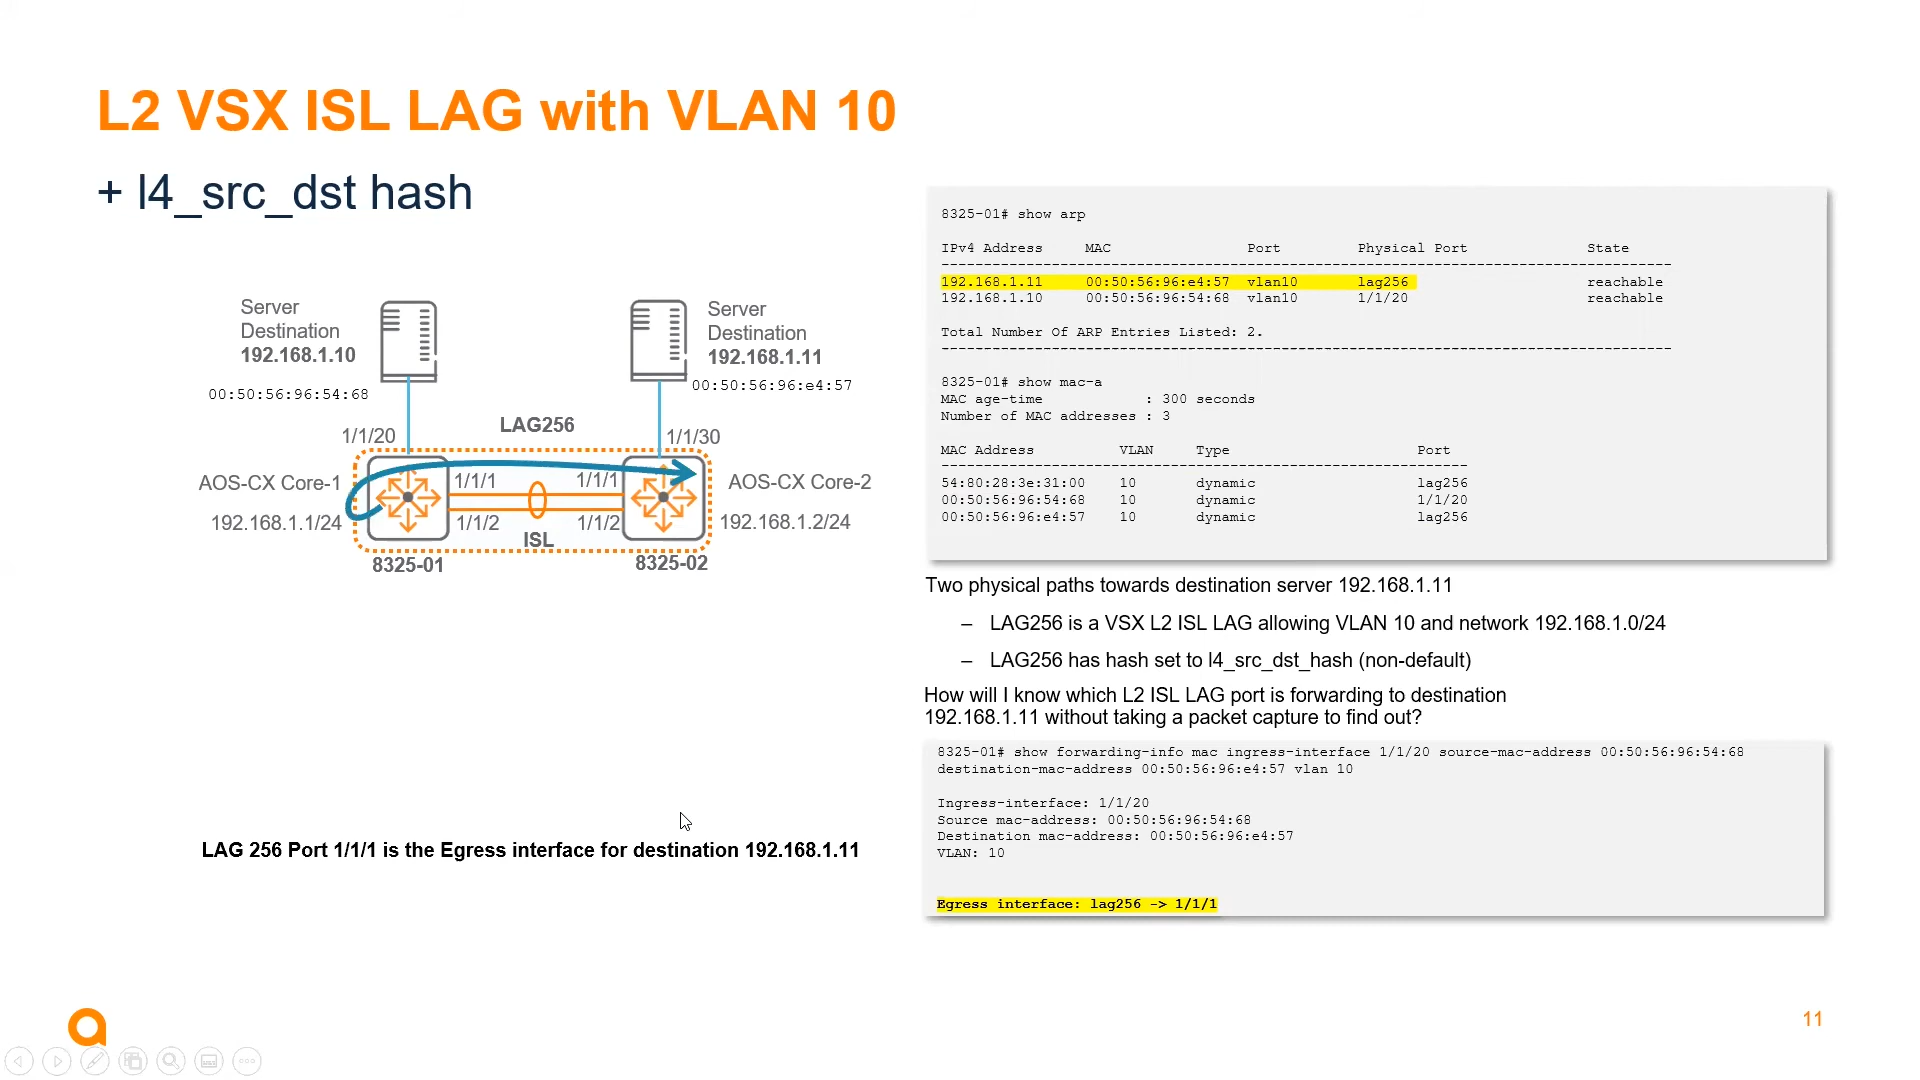 L2 VSX ISL LAG with VLAN 10
+ l4_src_dst hash
Server
Destination
192.168.1.10
00:50:56:96:54:68
Server
Destination
192.168.1.11
00:50:56:96:e4:57
LAG256
1/1/20
1/1/30
AOS-CX Core-1
1/1/1
1/1/1
AOS-CX Core-2
192.168.1.1/24
1/1/2
1/1/2
192.168.1.2/24
ISL
8325-01
8325-02
LAG 256 Port 1/1/1 is the Egress interface for destination 192.168.1.11
8325-01# show arp
IPv4 Address MAC Port Physical Port State
-----------------------------------------------------------------------------------------
192.168.1.11 00:50:56:96:e4:57 vlan10 lag256 reachable
192.168.1.10 00:50:56:96:54:68 vlan10 1/1/20 reachable
Total Number Of ARP Entries Listed: 2.
-----------------------------------------------------------------------------------------
8325-01# show mac-a
MAC age-time : 300 seconds
Number of MAC addresses : 3
MAC Address VLAN Type Port
--------------------------------------------------------------
54:80:28:3e:31:00 10 dynamic lag256
00:50:56:96:54:68 10 dynamic 1/1/20
00:50:56:96:e4:57 10 dynamic lag256
Two physical paths towards destination server 192.168.1.11
– LAG256 is a VSX L2 ISL LAG allowing VLAN 10 and network 192.168.1.0/24
– LAG256 has hash set to l4_src_dst_hash (non-default)
How will I know which L2 ISL LAG port is forwarding to destination
192.168.1.11 without taking a packet capture to find out?
8325-01# show forwarding-info mac ingress-interface 1/1/20 source-mac-address 00:50:56:96:54:68
destination-mac-address 00:50:56:96:e4:57 vlan 10
Ingress-interface: 1/1/20
Source mac-address: 00:50:56:96:54:68
Destination mac-address: 00:50:56:96:e4:57
VLAN: 10
Egress interface: lag256 -> 1/1/1
11